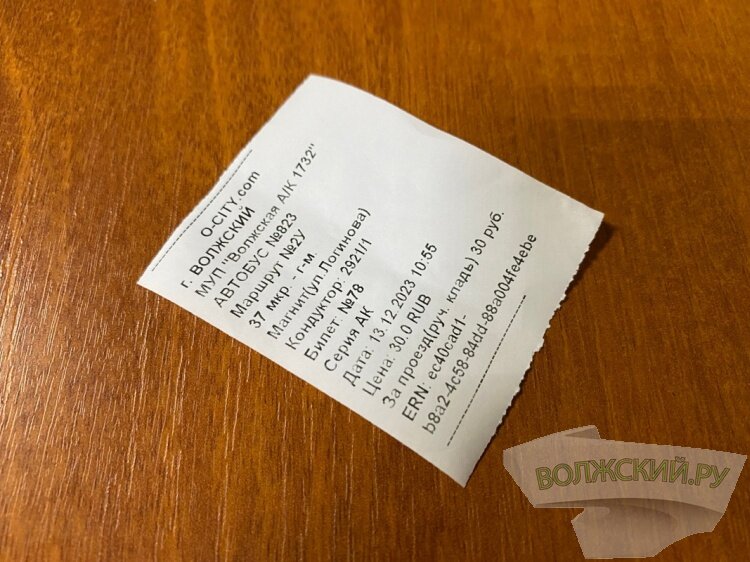 O-CITY.com
г. ВОЛЖСКИЙ
МУП "Волжская А/К 1732"
АВТОБУС №823
Маршрут №2У
37 мкр. - г-м.
Магнит(ул.Логинова)
Кондуктор: 2921/1
Билет: №78
Серия АК
Дата: 13.12.2023 10:55
Цена: 30.0 RUB
За проезд(руч. кладь) 30 руб.
ERN: ec40cad1-
b8a2-4c58-84dd-88a004fe4ebe
ВОЛЖСКИЙ.РУ